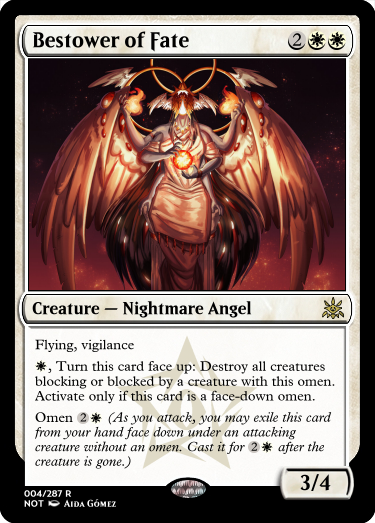 Bestower of Fate 2
Creature — Nightmare Angel
Flying, vigilance
, Turn this card face up: Destroy all creatures
blocking or blocked by a creature with this omen.
Activate only if this card is a face-down omen.
Omen 2 (As you attack, you may exile this card
from your hand face down under an attacking
creature without an omen. Cast it for 2 after the
creature is gone.)
3/4
004/287 R
NOT Aida Gómez